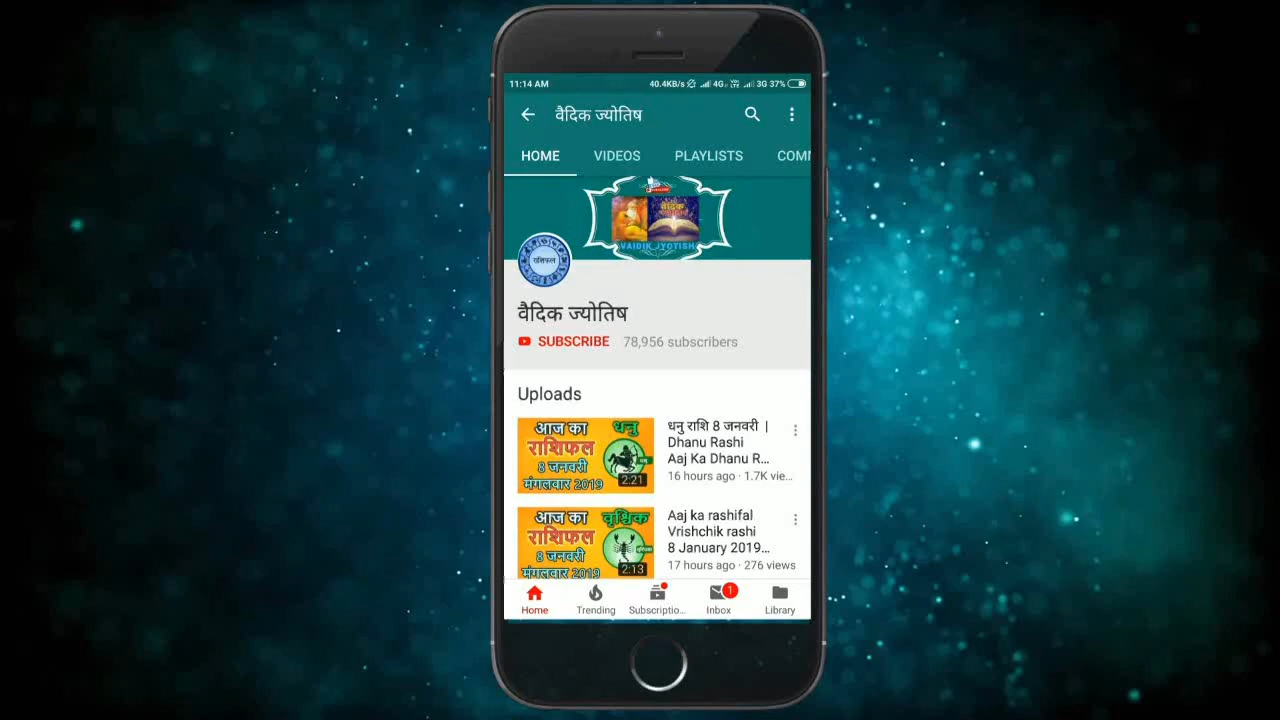 11:14 AM
40.4KB/s 4G 3G 37%
वैदिक ज्योतिष
HOME VIDEOS PLAYLISTS COMM
वैदिक
VAIDIK JYOTISH
राशिफल
वैदिक ज्योतिष
SUBSCRIBE 78,956 subscribers
Uploads
आज का धनु
राशिफल
8 जनवरी
मंगलवार 2019
2:21
धनु राशि 8 जनवरी |
Dhanu Rashi
Aaj Ka Dhanu R...
16 hours ago · 1.7K vie...
आज का वृश्चिक
राशिफल
8 जनवरी
मंगलवार 2019
2:13
Aaj ka rashifal
Vrishchik rashi
8 January 2019...
17 hours ago · 276 views
1
Home Trending Subscriptio... Inbox Library